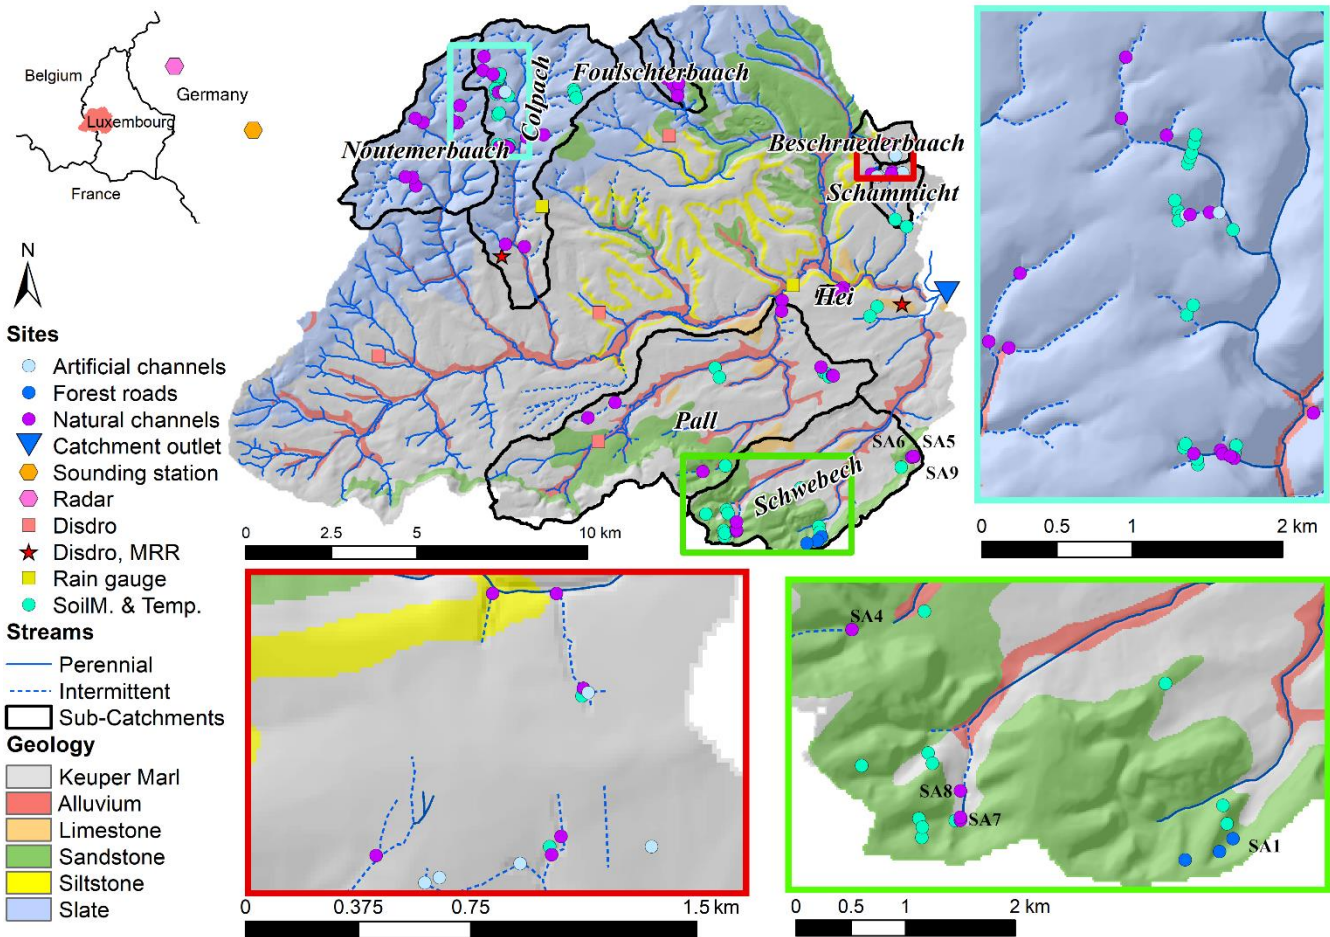 Belgium
Germany
Luxembourg
France
N
Sites
Artificial channels
Forest roads
Natural channels
Catchment outlet
Sounding station
Radar
Disdro
Disdro, MRR
Rain gauge
SoilM. & Temp.
Streams
Perennial
Intermittent
Sub-Catchments
Geology
Keuper Marl
Alluvium
Limestone
Sandstone
Siltstone
Slate
Colpach
Foulschterbaach
Noutemerbaach
Beschruederbaach
Schammicht
Hei
Pall
Schwebech
SA6 SA5
SA9
0 2.5 5 10 km
0 0.5 1 2 km
0 0.375 0.75 1.5 km
SA4
SA8
SA7
SA1
0 0.5 1 2 km